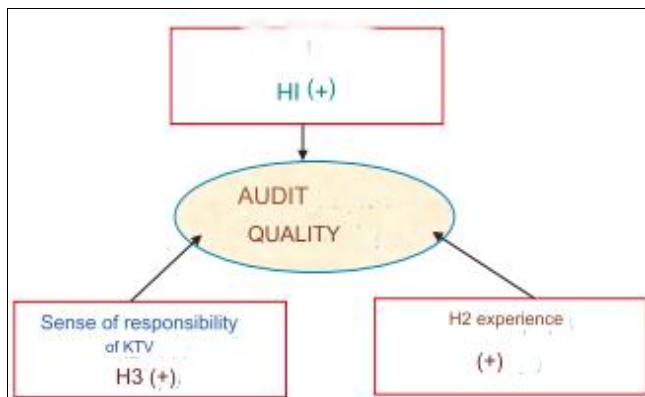 HI (+)
AUDIT
QUALITY
Sense of responsibility
of KTV
H3 (+)
H2 experience
(+)